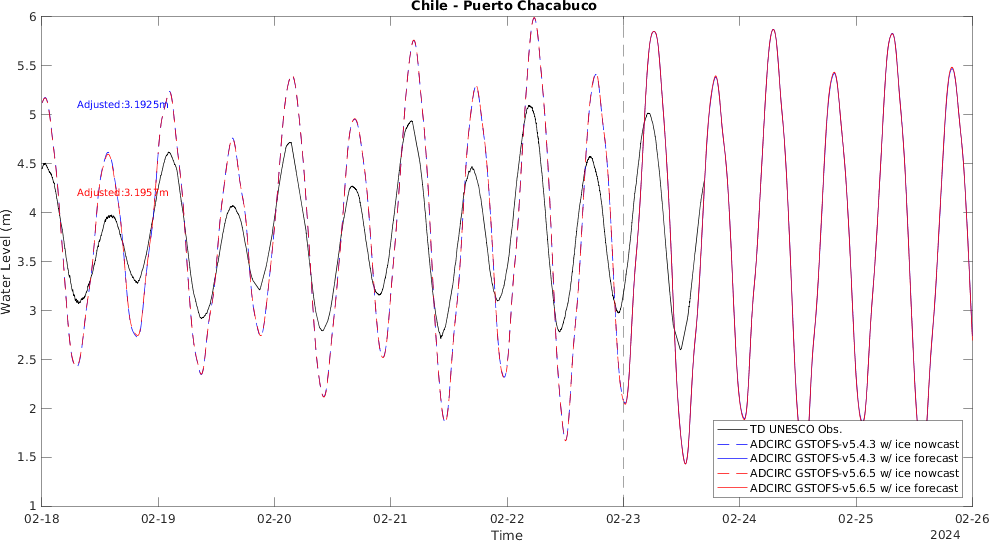 Chile - Puerto Chacabuco
6
5.5
5
4.5
4
3.5
3
2.5
2
1.5
1
Water Level (m)
Adjusted:3.1925m
Adjusted:3.1957m
TD UNESCO Obs.
ADCIRC GSTOFS-v5.4.3 w/ ice nowcast
ADCIRC GSTOFS-v5.4.3 w/ ice forecast
ADCIRC GSTOFS-v5.6.5 w/ ice nowcast
ADCIRC GSTOFS-v5.6.5 w/ ice forecast
02-18 02-19 02-20 02-21 02-22 02-23 02-24 02-25 02-26
Time
2024